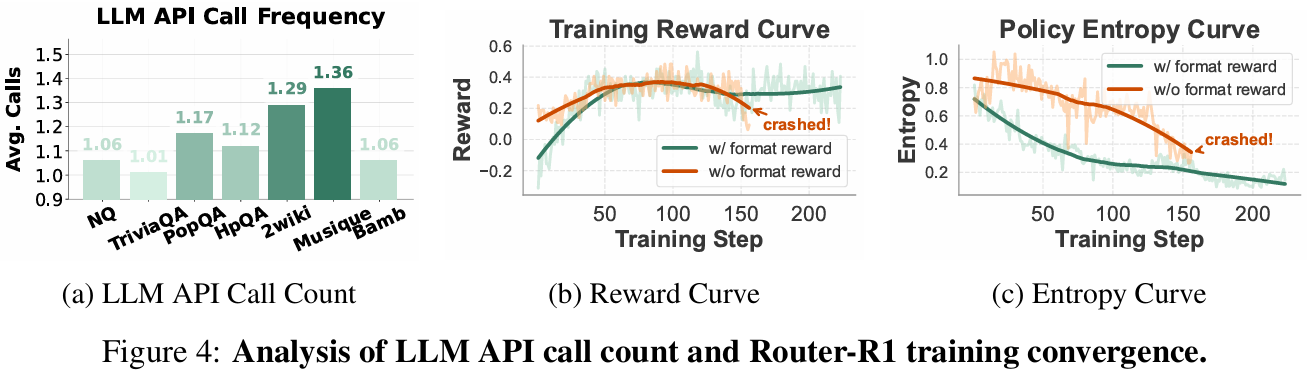 LLM API Call Frequency
Avg. Calls
1.5
1.4
1.3
1.2
1.1
1.0
0.9
1.06
1.01
1.17
1.12
1.29
1.36
1.06
NQ
TriviaQA
PopQA
HpQA
2wiki
Musique
Bamb
(a) LLM API Call Count
Training Reward Curve
Reward
0.6
0.4
0.2
0.0
−0.2
crashed!
w/ format reward
w/o format reward
50
100
150
200
Training Step
(b) Reward Curve
Policy Entropy Curve
Entropy
1.0
0.8
0.6
0.4
0.2
w/ format reward
w/o format reward
crashed!
50
100
150
200
Training Step
(c) Entropy Curve
Figure 4: Analysis of LLM API call count and Router-R1 training convergence.